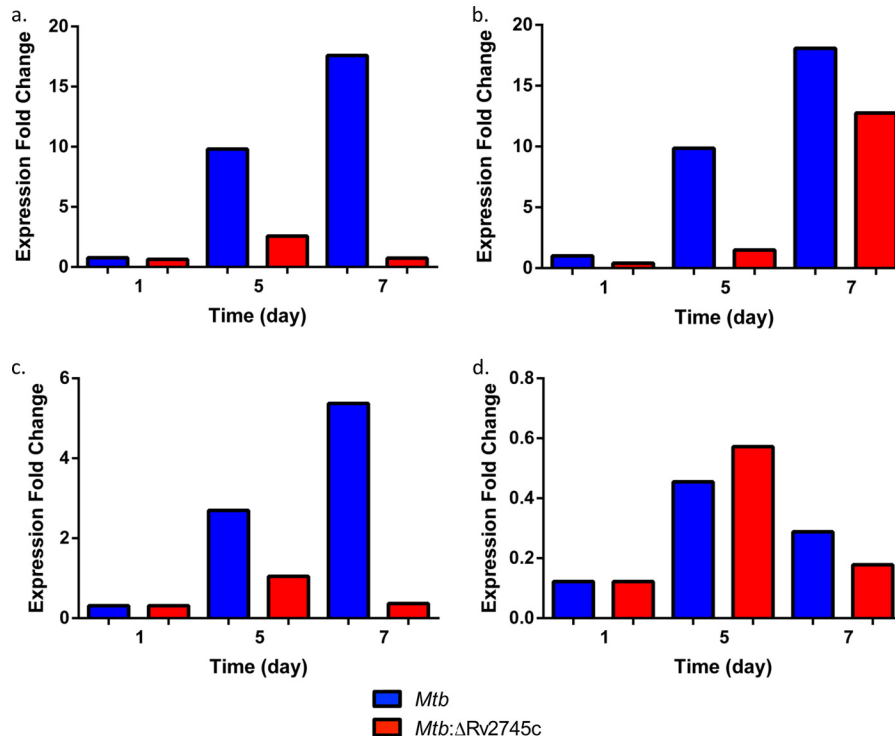 a.
Expression Fold Change
20
15
10
5
0
1 5 7
Time (day)
b.
Expression Fold Change
20
15
10
5
0
1 5 7
Time (day)
c.
Expression Fold Change
6
4
2
0
1 5 7
Time (day)
d.
Expression Fold Change
0.8
0.6
0.4
0.2
0.0
1 5 7
Time (day)
Mtb
Mtb:ΔRv2745c